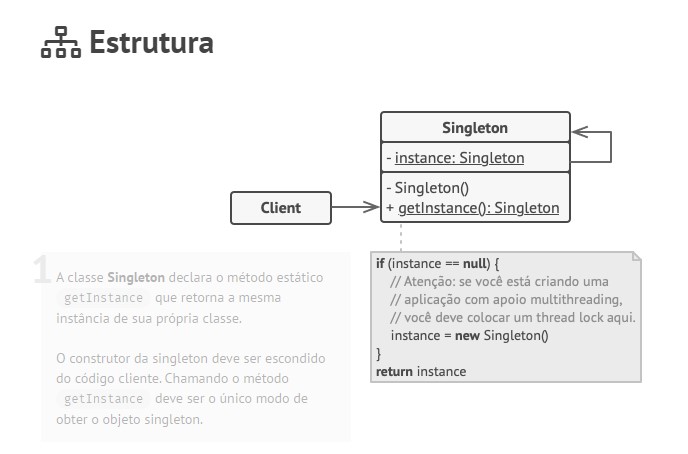 Estrutura
Singleton
- instance: Singleton
- Singleton()
+ getInstance(): Singleton
Client
1
A classe Singleton declara o método estático
getInstance que retorna a mesma
instância de sua própria classe.
O construtor da singleton deve ser escondido
do código cliente. Chamando o método
getInstance deve ser o único modo de
obter o objeto singleton.
if (instance == null) {
// Atenção: se você está criando uma
// aplicação com apoio multithreading,
// você deve colocar um thread lock aqui.
instance = new Singleton()
}
return instance